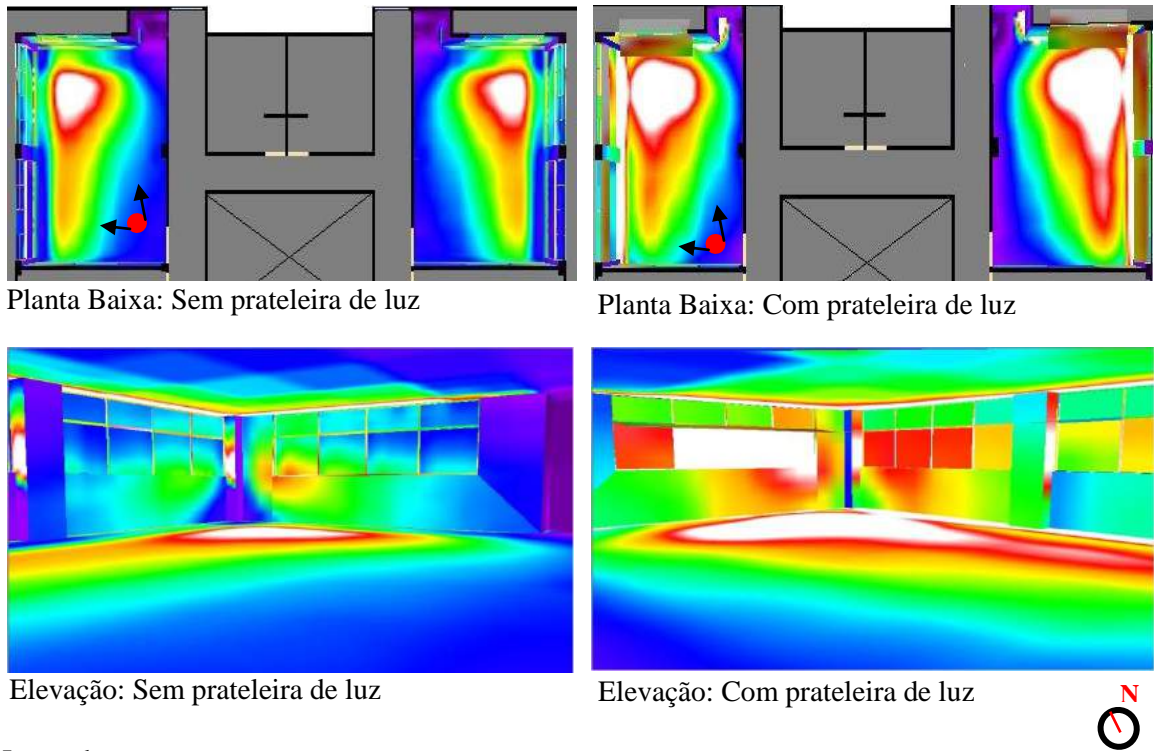 Planta Baixa: Sem prateleira de luz
Planta Baixa: Com prateleira de luz
Elevação: Sem prateleira de luz
Elevação: Com prateleira de luz
N